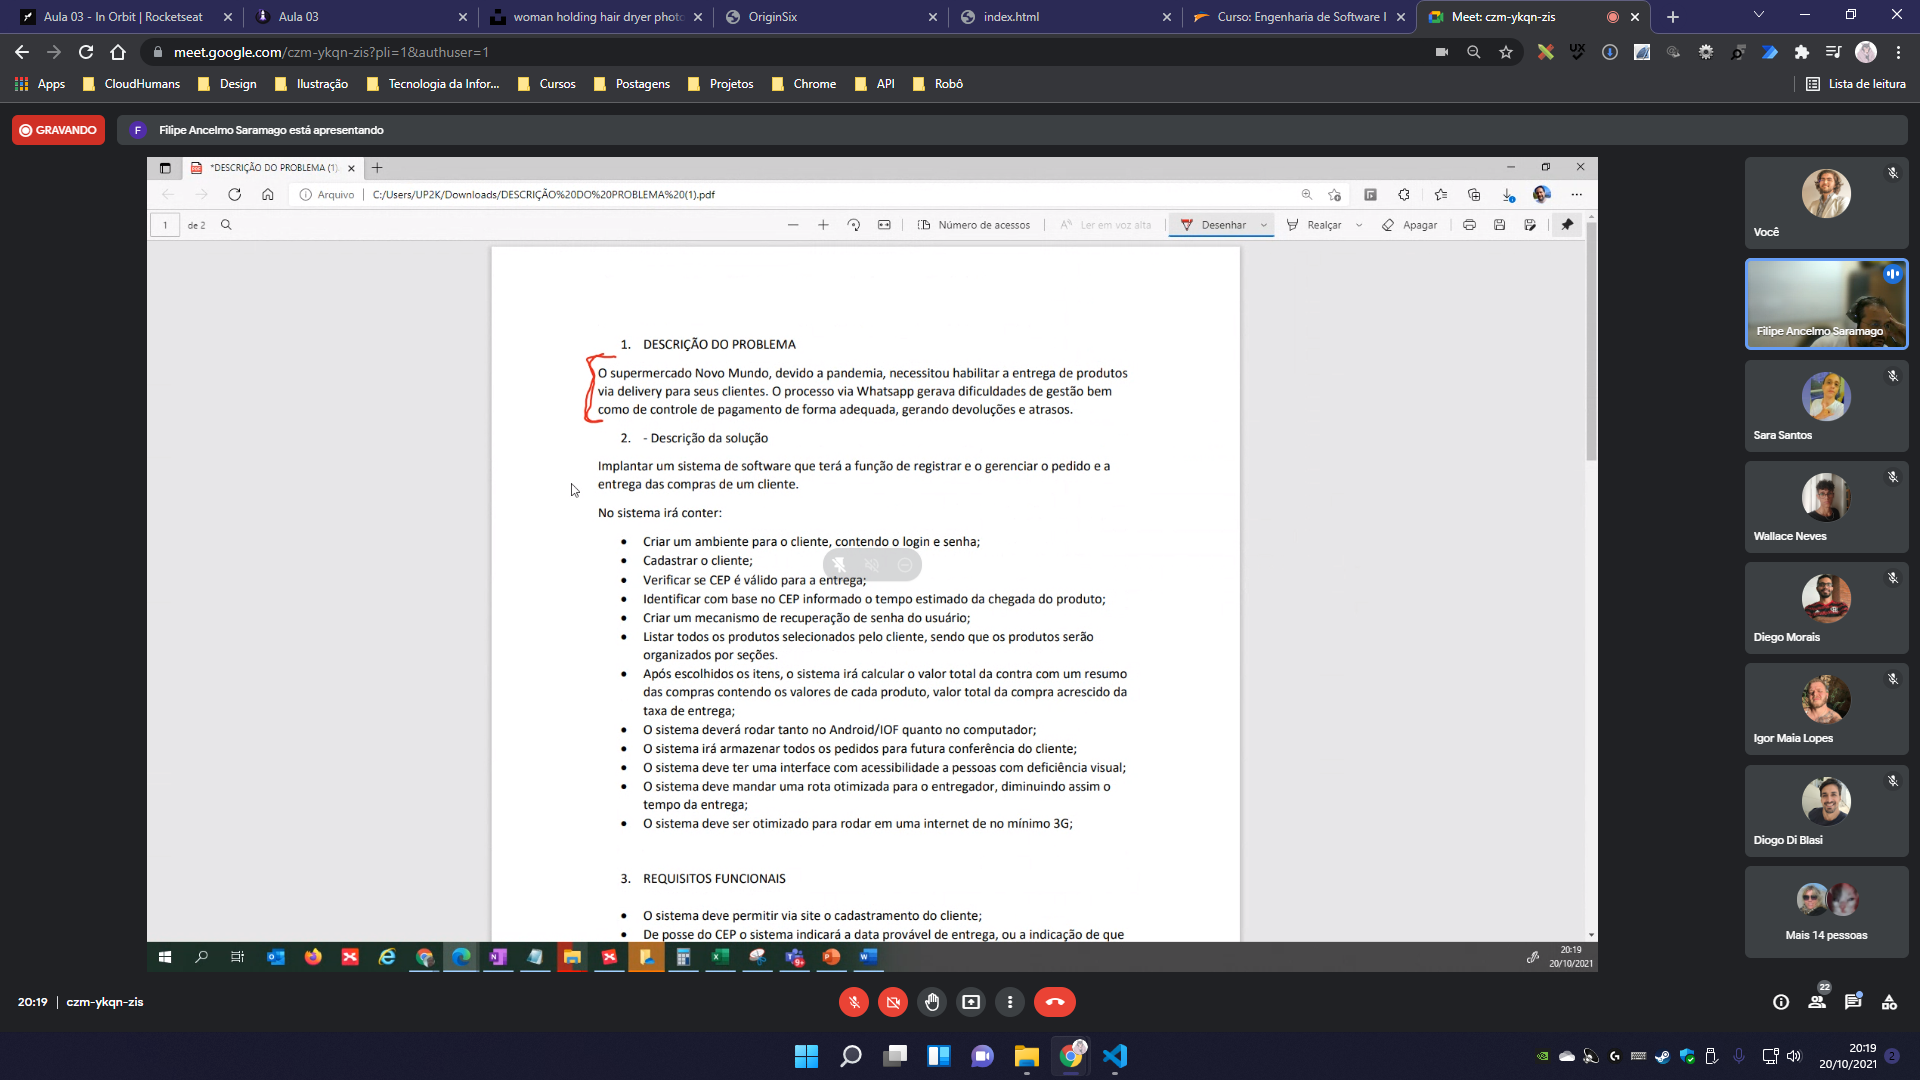 Aula 03 - In Orbit | Rocketseat
Aula 03
woman holding hair dryer photo
OriginSix
index.html
Curso: Engenharia de Software I
Meet: czm-ykqn-zis
meet.google.com/czm-ykqn-zis?pli=1&authuser=1
Apps
CloudHumans
Design
Ilustração
Tecnologia da Infor...
Cursos
Postagens
Projetos
Chrome
API
Robô
Lista de leitura
GRAVANDO
F
Filipe Ancelmo Saramago está apresentando
*DESCRIÇÃO DO PROBLEMA (1)
Arquivo
C:/Users/UP2K/Downloads/DESCRIÇÃO%20DO%20PROBLEMA%20(1).pdf
1
de 2
Número de acessos
Ler em voz alta
Desenhar
Realçar
Apagar
1. DESCRIÇÃO DO PROBLEMA
O supermercado Novo Mundo, devido a pandemia, necessitou habilitar a entrega de produtos
via delivery para seus clientes. O processo via Whatsapp gerava dificuldades de gestão bem
como de controle de pagamento de forma adequada, gerando devoluções e atrasos.
2. - Descrição da solução
Implantar um sistema de software que terá a função de registrar e o gerenciar o pedido e a
entrega das compras de um cliente.
No sistema irá conter:
• Criar um ambiente para o cliente, contendo o login e senha;
• Cadastrar o cliente;
• Verificar se CEP é válido para a entrega;
• Identificar com base no CEP informado o tempo estimado da chegada do produto;
• Criar um mecanismo de recuperação de senha do usuário;
• Listar todos os produtos selecionados pelo cliente, sendo que os produtos serão
organizados por seções.
• Após escolhidos os itens, o sistema irá calcular o valor total da contra com um resumo
das compras contendo os valores de cada produto, valor total da compra acrescido da
taxa de entrega;
• O sistema deverá rodar tanto no Android/IOF quanto no computador;
• O sistema irá armazenar todos os pedidos para futura conferência do cliente;
• O sistema deve ter uma interface com acessibilidade a pessoas com deficiência visual;
• O sistema deve mandar uma rota otimizada para o entregador, diminuindo assim o
tempo da entrega;
• O sistema deve ser otimizado para rodar em uma internet de no mínimo 3G;
3. REQUISITOS FUNCIONAIS
• O sistema deve permitir via site o cadastramento do cliente;
• De posse do CEP o sistema indicará a data provável de entrega, ou a indicação de que
20:19
20/10/2021
Você
Filipe Ancelmo Saramago
Sara Santos
Wallace Neves
Diego Morais
Igor Maia Lopes
Diogo Di Blasi
Mais 14 pessoas
20:19 | czm-ykqn-zis
22
20:19
20/10/2021
2